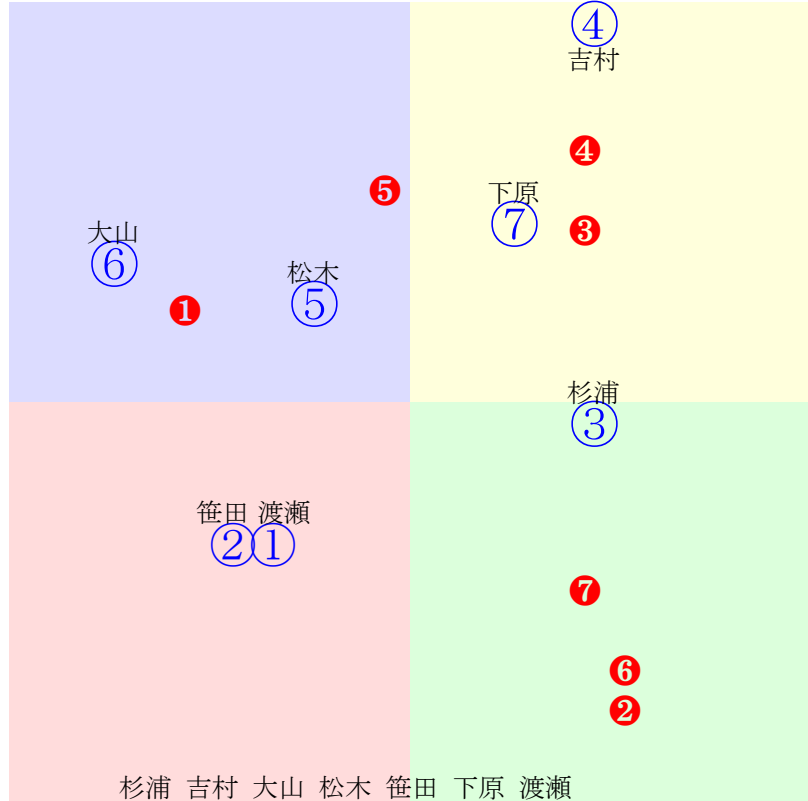 ④
吉村
❹
❺
下原
⑦
❸
大山
⑥
松木
⑤
❶
杉浦
③
笹田 渡瀬
② ①
❼
❻
❷
杉浦 吉村 大山 松木 笹田 下原 渡瀬